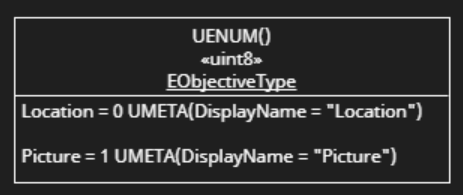 UENUM()
«uint8»
EObjectiveType
Location = 0 UMETA(DisplayName = "Location")
Picture = 1 UMETA(DisplayName = "Picture")